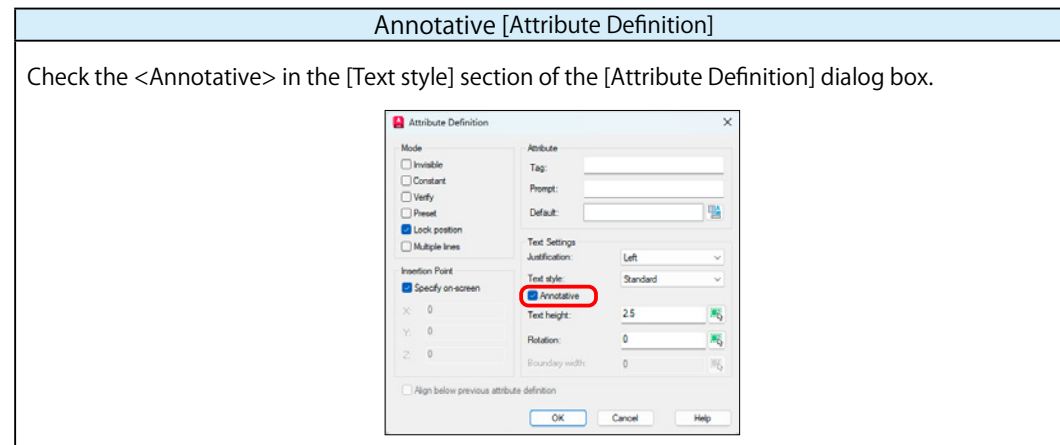 Annotative [Attribute Definition]
Check the <Annotative> in the [Text style] section of the [Attribute Definition] dialog box.
Attribute Definition
Mode
Invisible
Constant
Verify
Preset
Lock position
Multiple lines
Insertion Point
Specify on-screen
X: 0
Y: 0
Z: 0
Attribute
Tag:
Prompt:
Default:
Text Settings
Justification: Left
Text style: Standard
Annotative
Text height: 2.5
Rotation: 0
Boundary width: 0
Align below previous attribute definition
OK Cancel Help